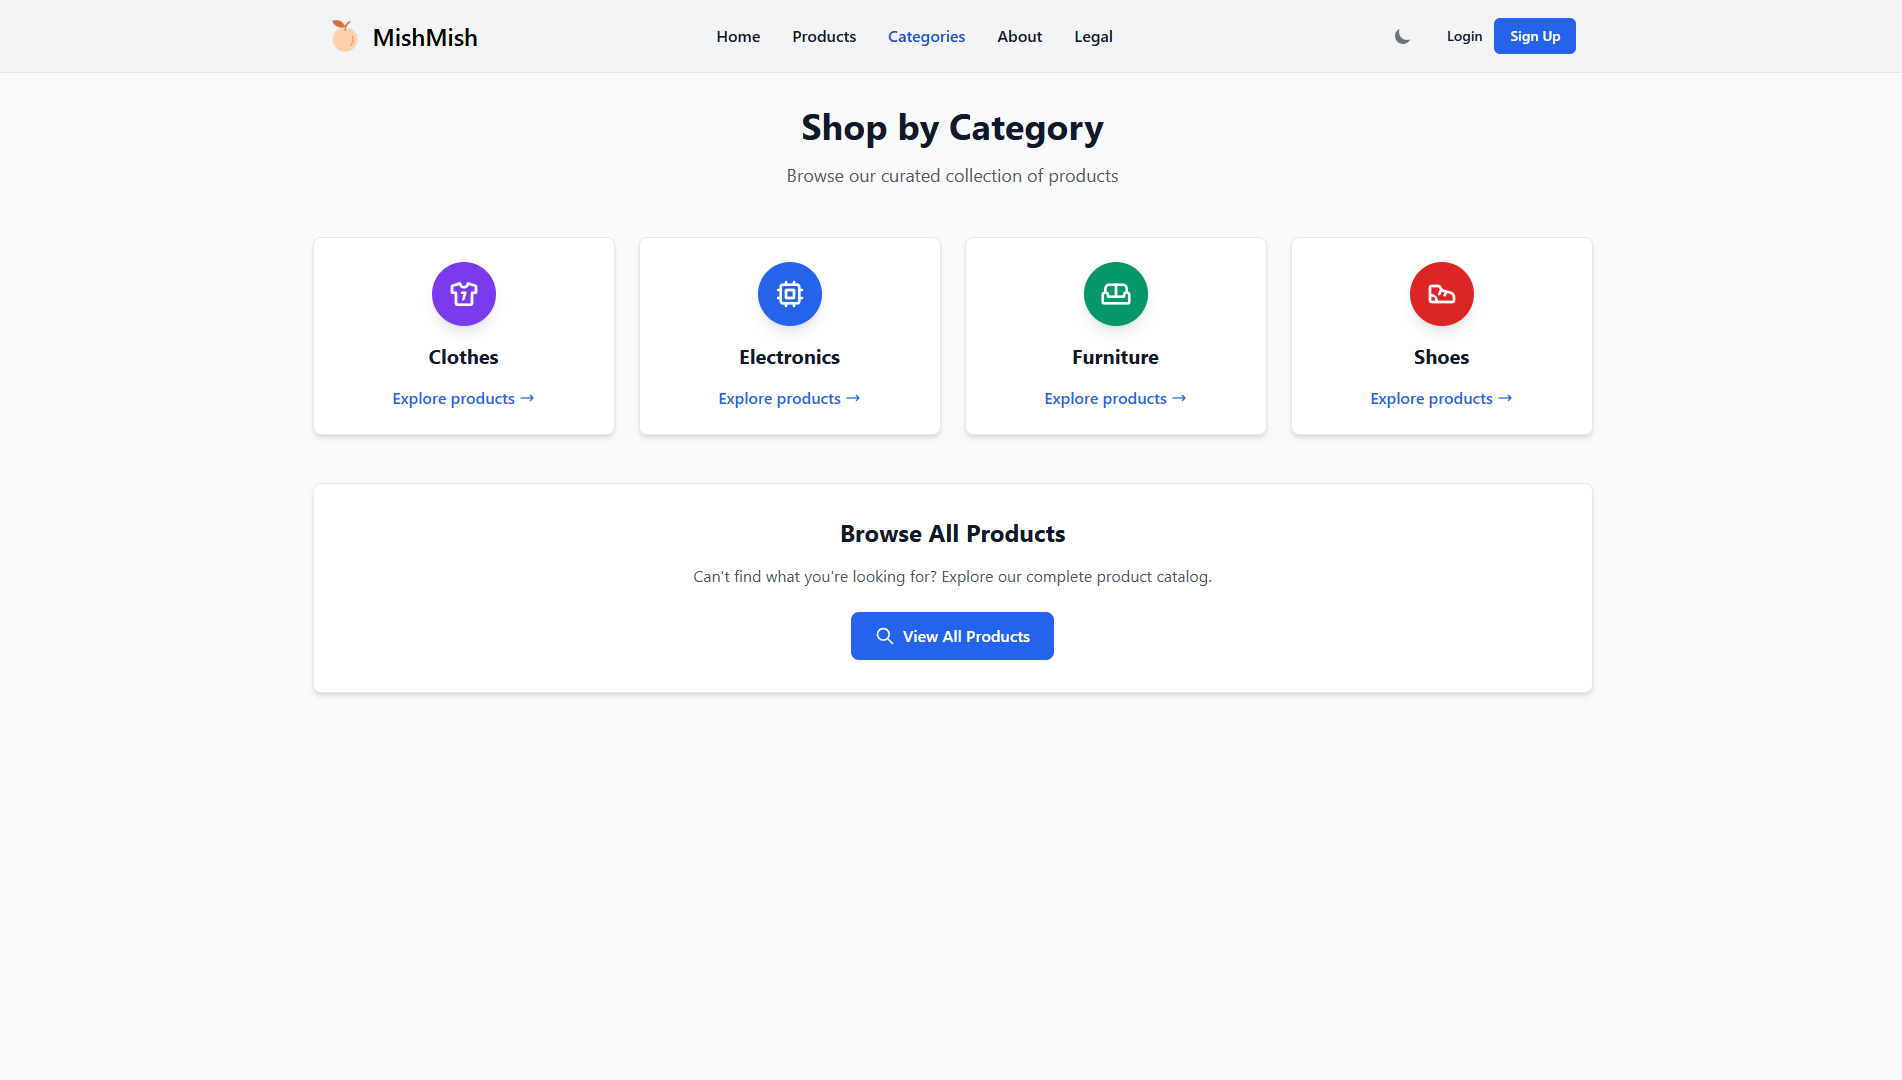 MishMish
Home
Products
Categories
About
Legal
Login
Sign Up
Shop by Category
Browse our curated collection of products
Clothes
Explore products →
Electronics
Explore products →
Furniture
Explore products →
Shoes
Explore products →
Browse All Products
Can't find what you're looking for? Explore our complete product catalog.
View All Products